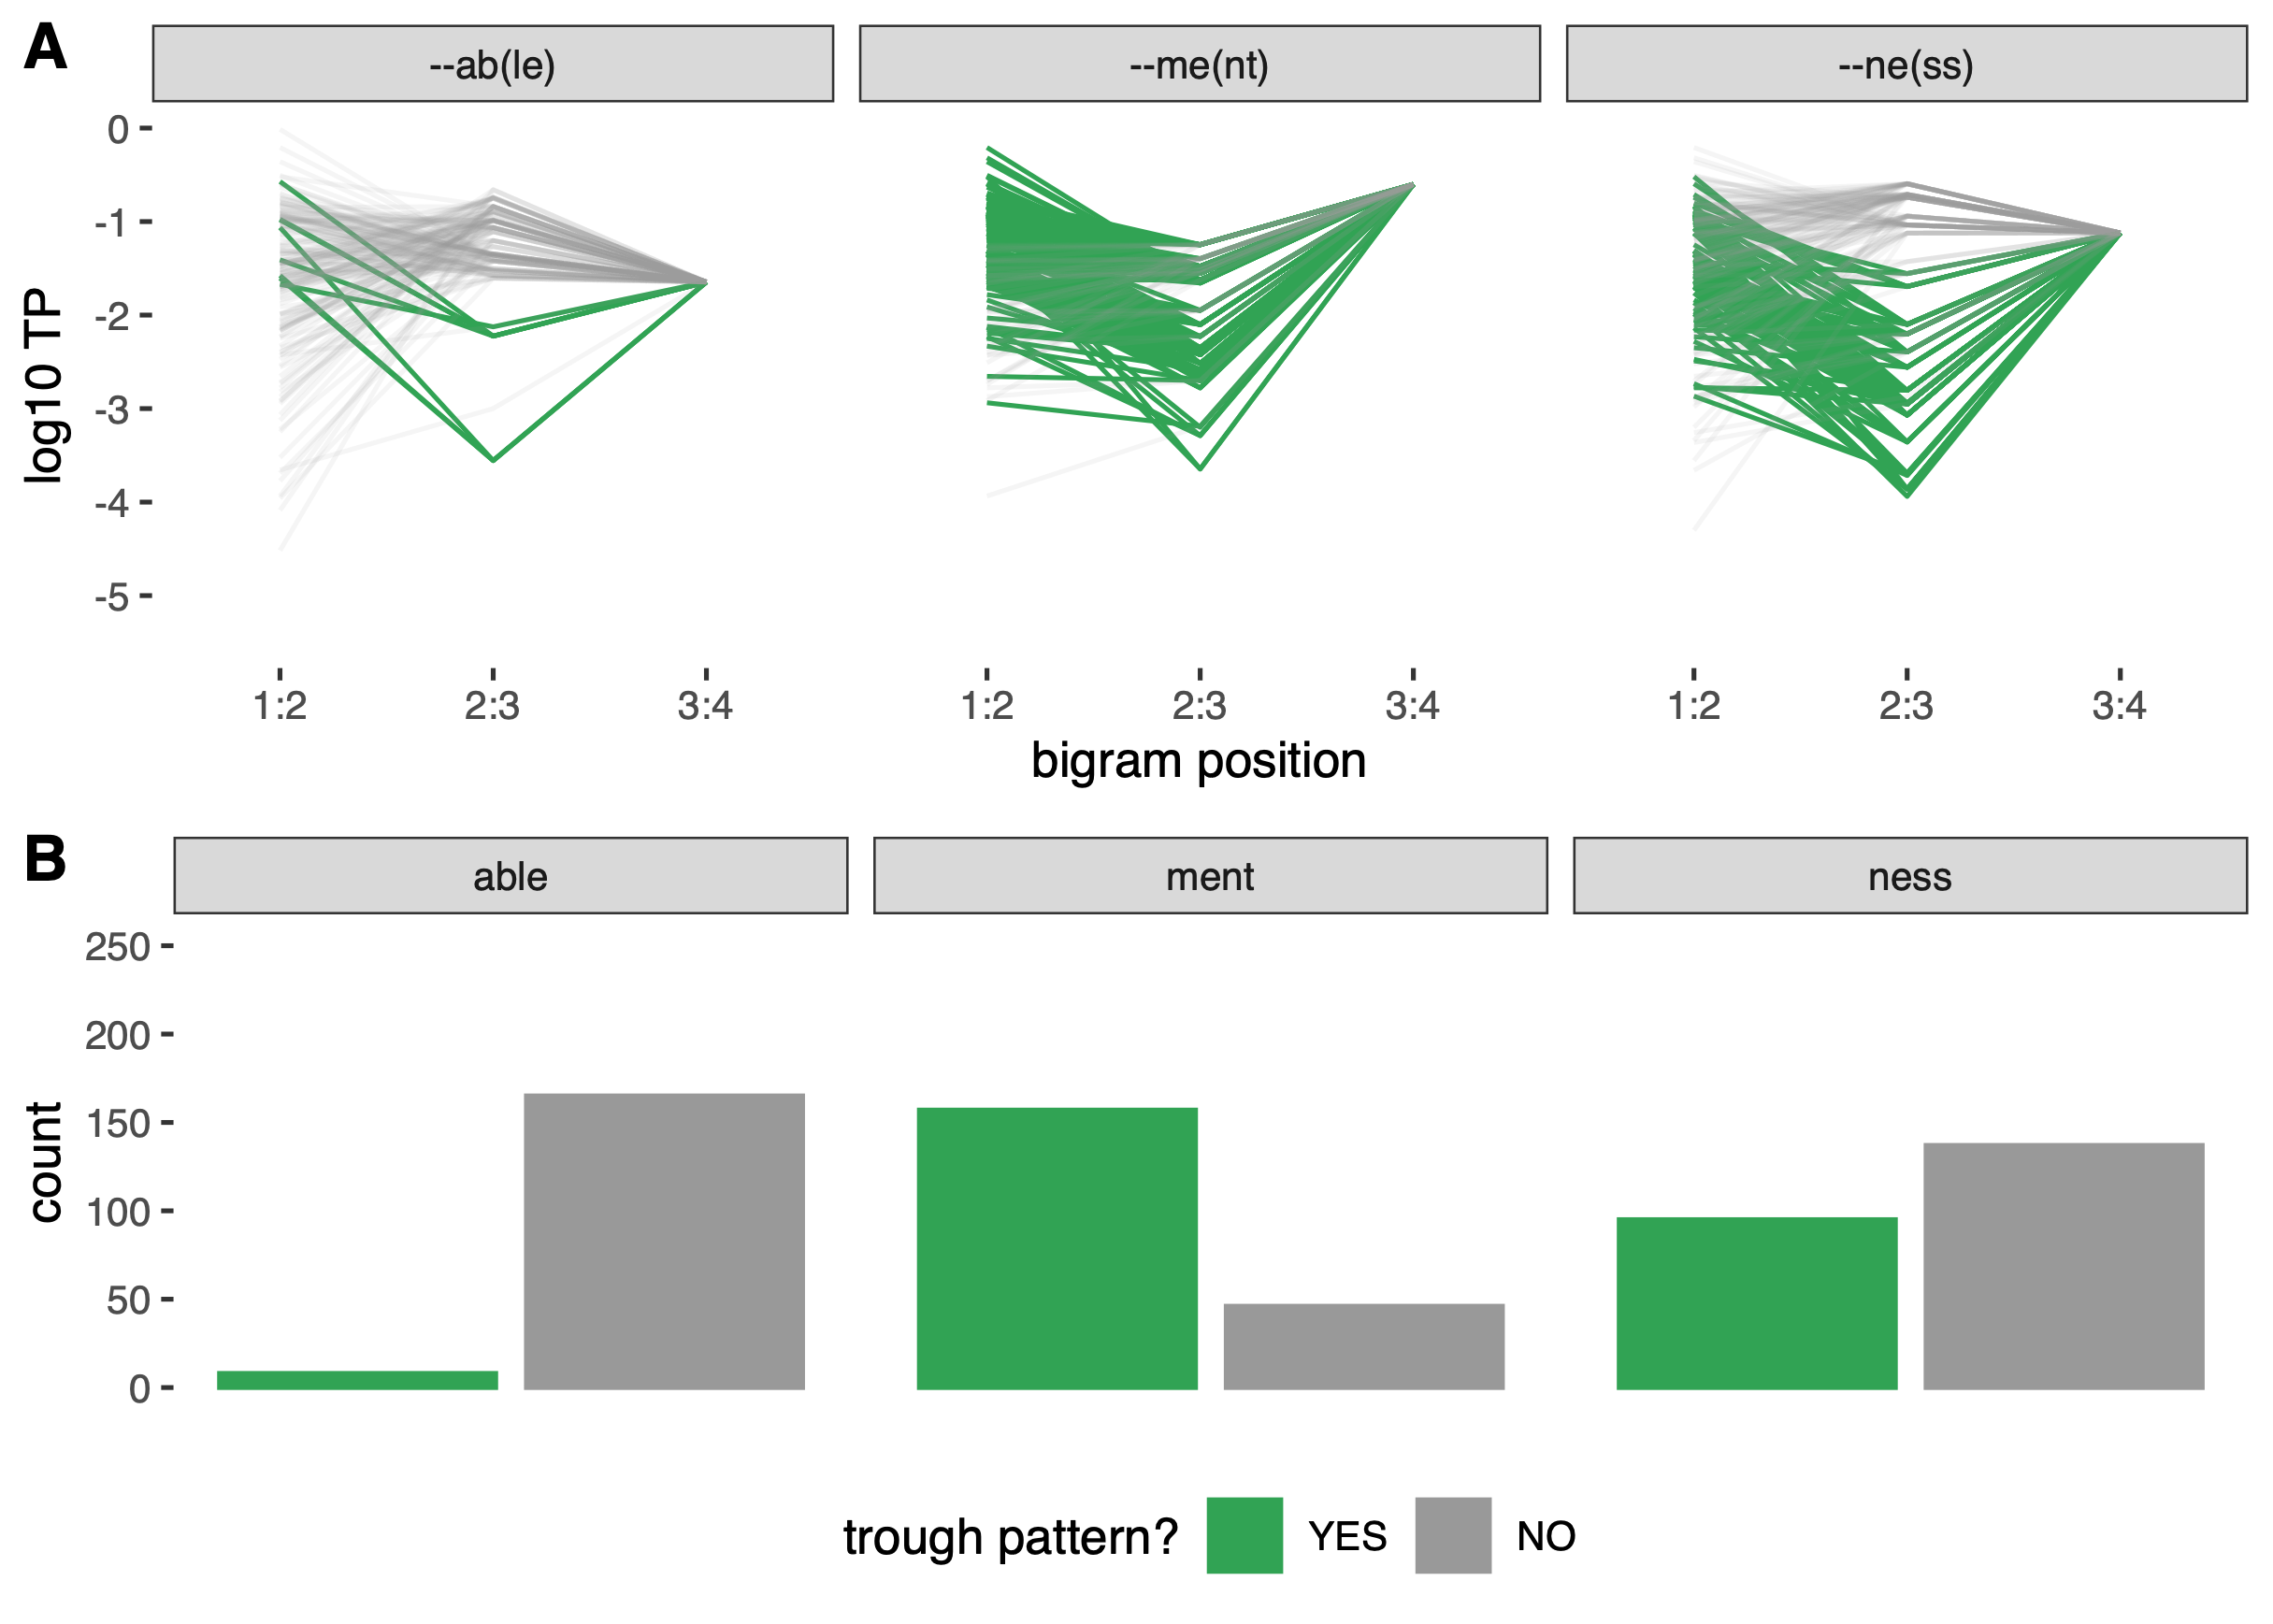 A
--ab(le) --me(nt) --ne(ss)
0
-1
-2
-3
-4
-5
log10 TP
1:2 2:3 3:4 1:2 2:3 3:4 1:2 2:3 3:4
bigram position
B
able ment ness
250
200
150
100
50
0
count
trough pattern? YES NO